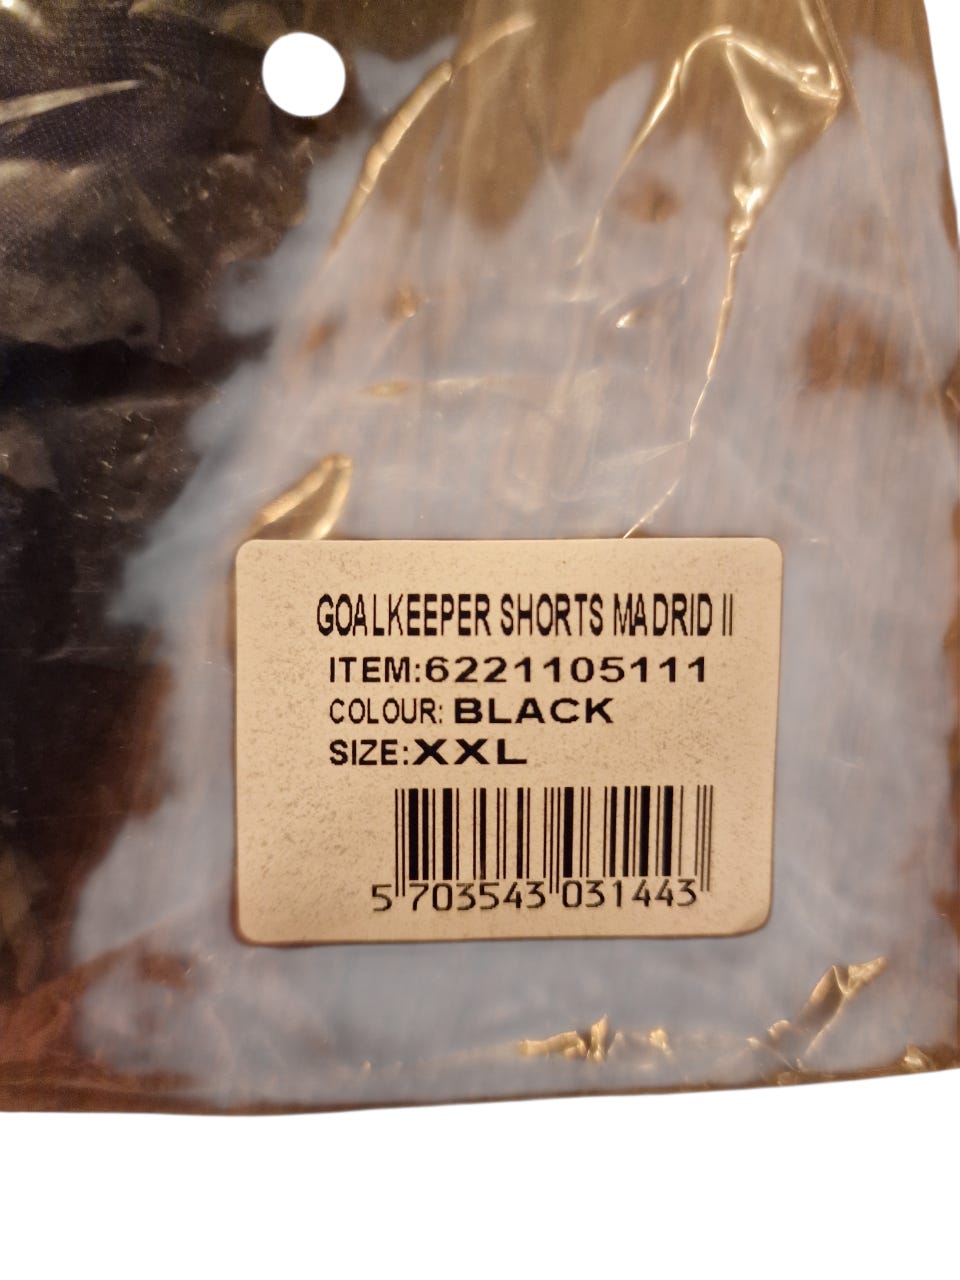 GOALKEEPER SHORTS MADRID II
ITEM:6221105111
COLOUR: BLACK
SIZE:XXL
5 703543 031443